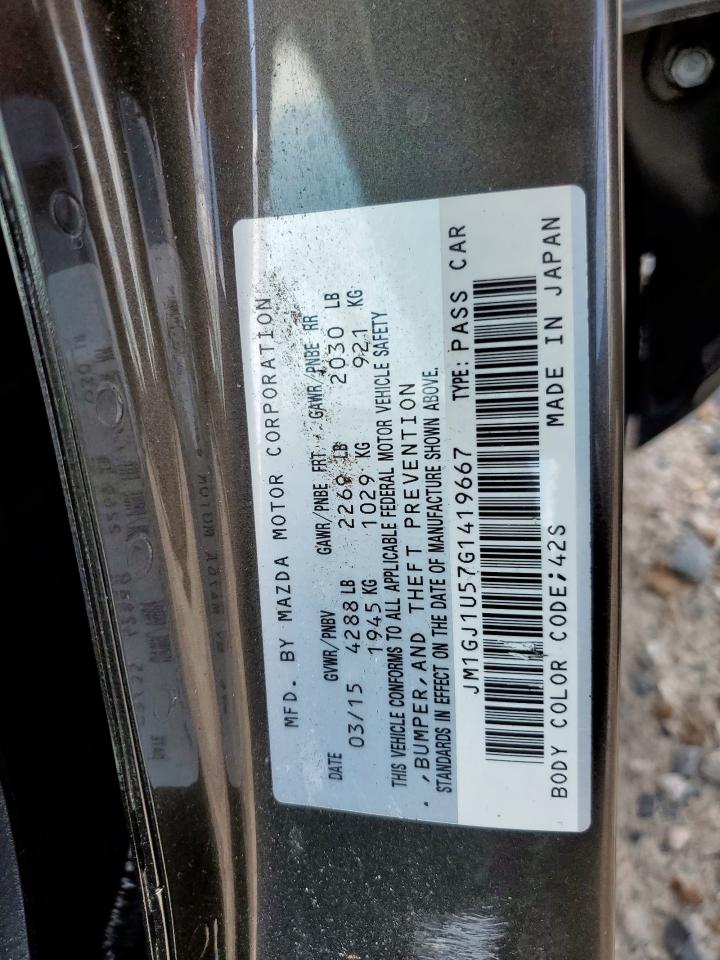 MFD. BY MAZDA MOTOR CORPORATION
DATE GVWR/PNBV GAWR/PNBE FRT GAWR/PNBE RR
03/15 4288 LB 2269 LB 2030 LB
1945 KG 1029 KG 921 KG
THIS VEHICLE CONFORMS TO ALL APPLICABLE FEDERAL MOTOR VEHICLE SAFETY
,BUMPER,AND THEFT PREVENTION
STANDARDS IN EFFECT ON THE DATE OF MANUFACTURE SHOWN ABOVE.
JM1GJ1U57G1419667 TYPE: PASS CAR
BODY COLOR CODE;42S MADE IN JAPAN